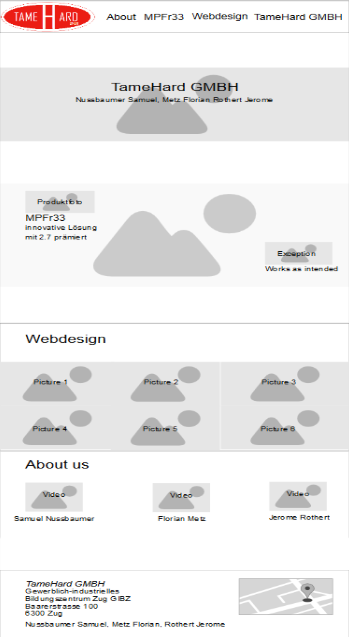 TAME HARD
About MPFr33 Webdesign TameHard GMBH
TameHard GMBH
Nussbaumer Samuel, Metz Florian Rothert Jerome
Produktfoto
MPFr33
innovative Lösung
mit 2.7 prämiert
Exception
Works as intended
Webdesign
Picture 1 Picture 2 Picture 3
Picture 4 Picture 5 Picture 6
About us
Video Video Video
Samuel Nussbaumer Florian Metz Jerome Rothert
TameHard GMBH
Gewerblich-industrielles
Bildungszentrum Zug GIBZ
Baarerstrasse 100
6300 Zug
Nussbaumer Samuel, Metz Florian, Rothert Jerome